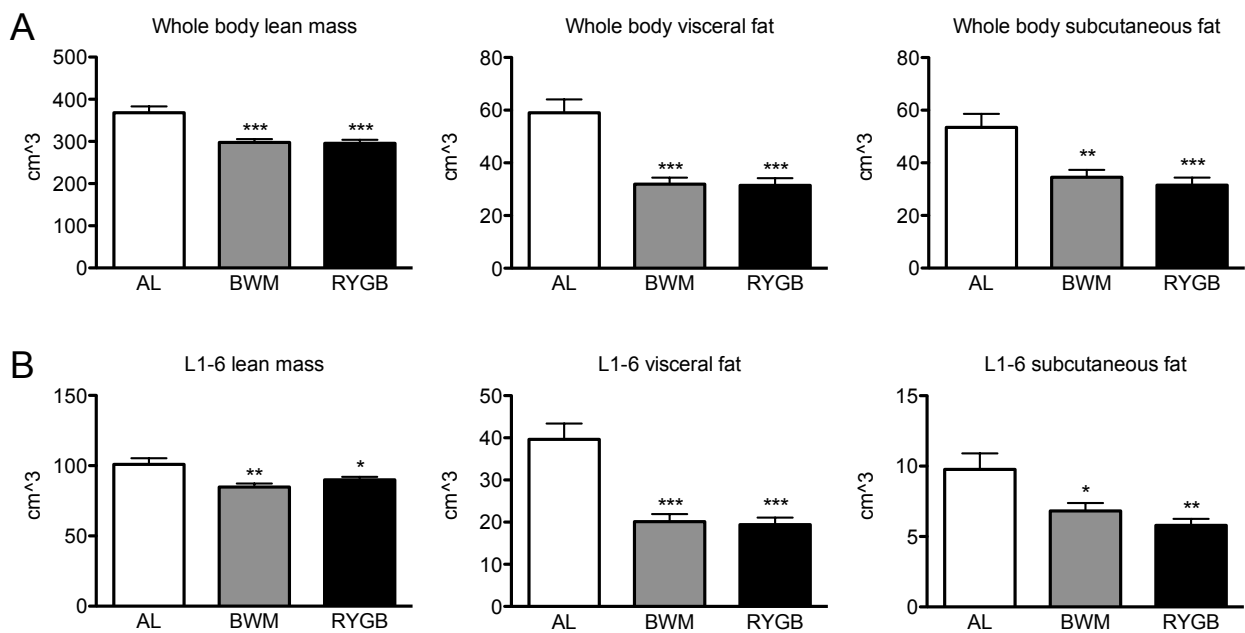 A
Whole body lean mass
Whole body visceral fat
Whole body subcutaneous fat
cm^3
500
400
300
200
100
0
***
***
AL
BWM
RYGB
cm^3
80
60
40
20
0
***
***
AL
BWM
RYGB
cm^3
80
60
40
20
0
**
***
AL
BWM
RYGB
B
L1-6 lean mass
L1-6 visceral fat
L1-6 subcutaneous fat
cm^3
150
100
50
0
**
*
AL
BWM
RYGB
cm^3
50
40
30
20
10
0
***
***
AL
BWM
RYGB
cm^3
15
10
5
0
*
**
AL
BWM
RYGB